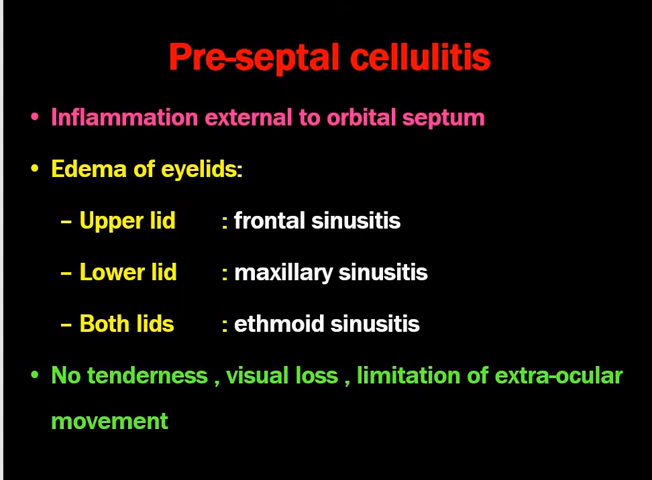 Pre-septal cellulitis
• Inflammation external to orbital septum
• Edema of eyelids:
– Upper lid : frontal sinusitis
– Lower lid : maxillary sinusitis
– Both lids : ethmoid sinusitis
• No tenderness , visual loss , limitation of extra-ocular
movement